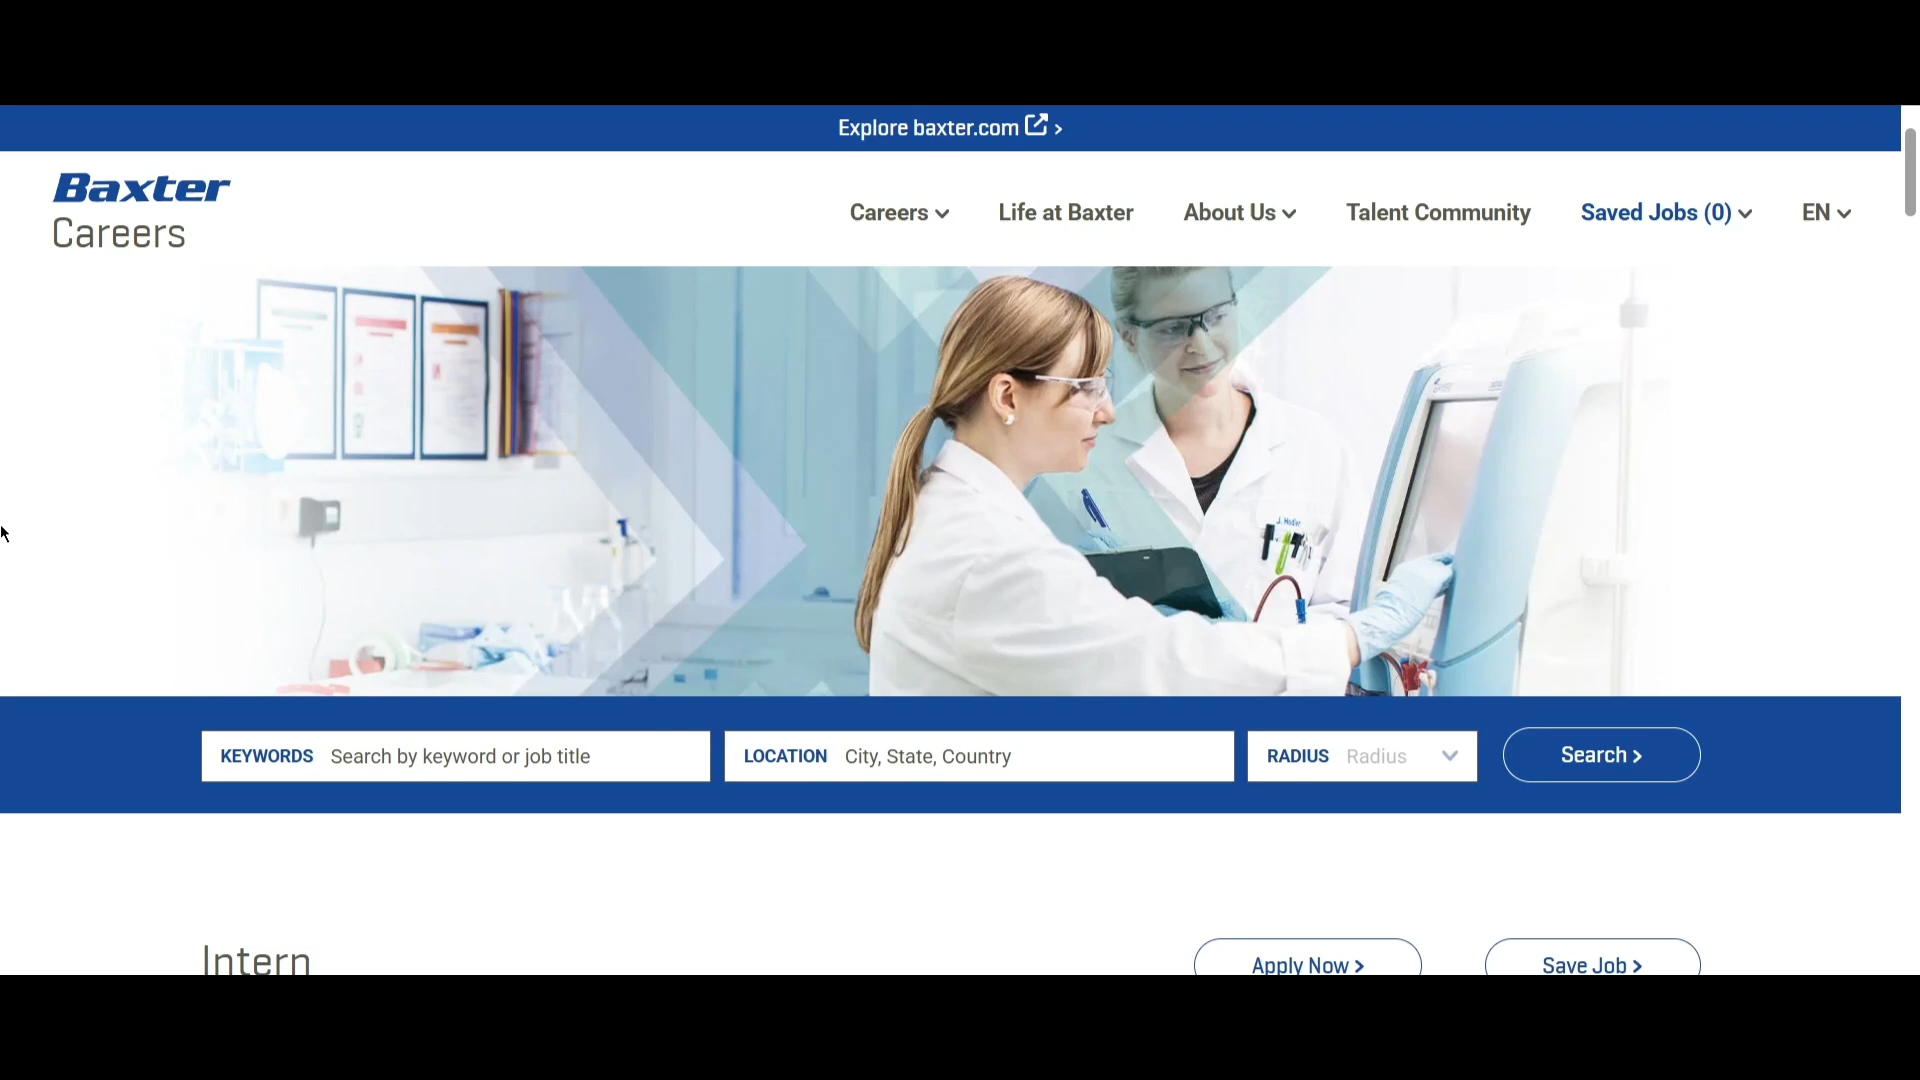 Explore baxter.com >
Baxter
Careers
Careers
Life at Baxter
About Us
Talent Community
Saved Jobs (0)
EN
J. Hodler
KEYWORDS Search by keyword or job title
LOCATION City, State, Country
RADIUS Radius
Search >
Intern
Apply Now >
Save Job >